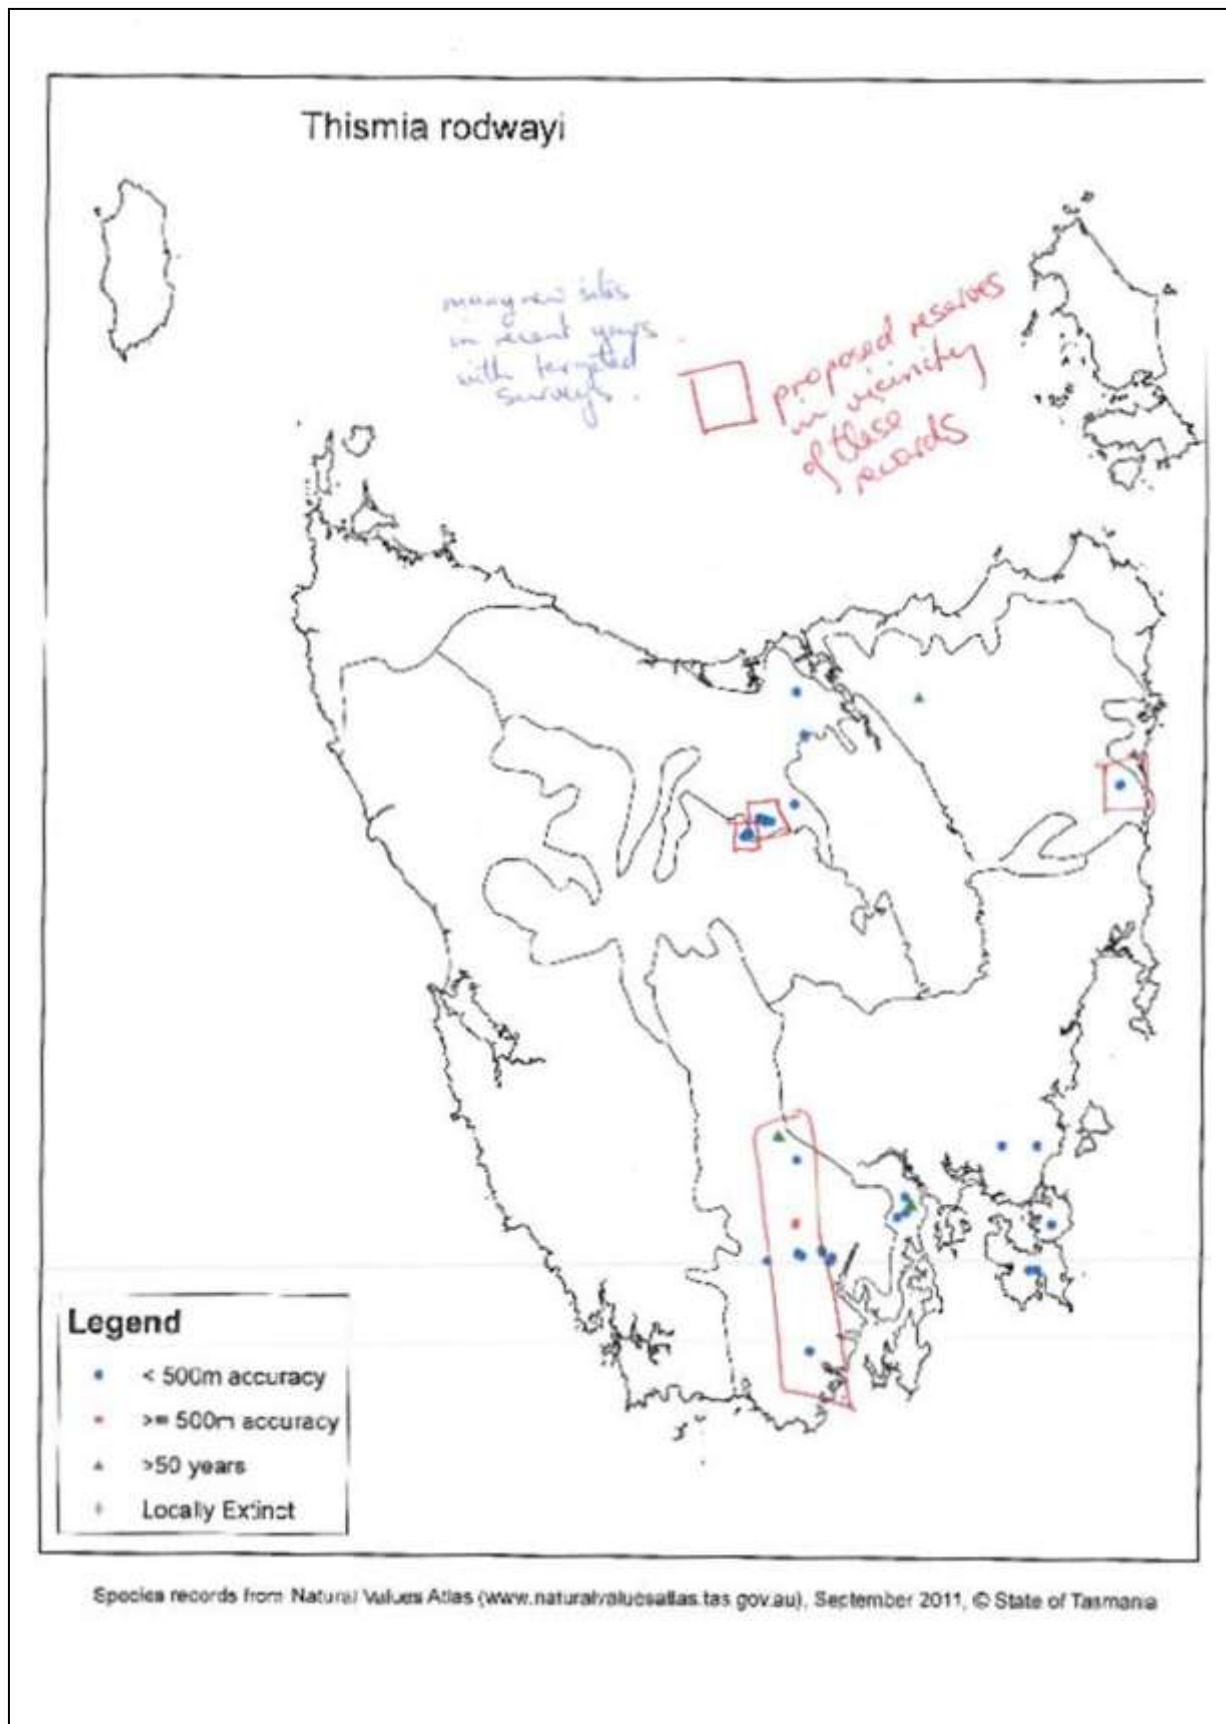 Thismia rodwayi
many new sites
in recent years
with targeted
surveys.
proposed reserves
in vicinity
of these
records
Legend
< 500m accuracy
>= 500m accuracy
>50 years
Locally Extinct
Species records from Natural Values Atlas (www.naturalvaluesatlas.tas.gov.au), September 2011, © State of Tasmania